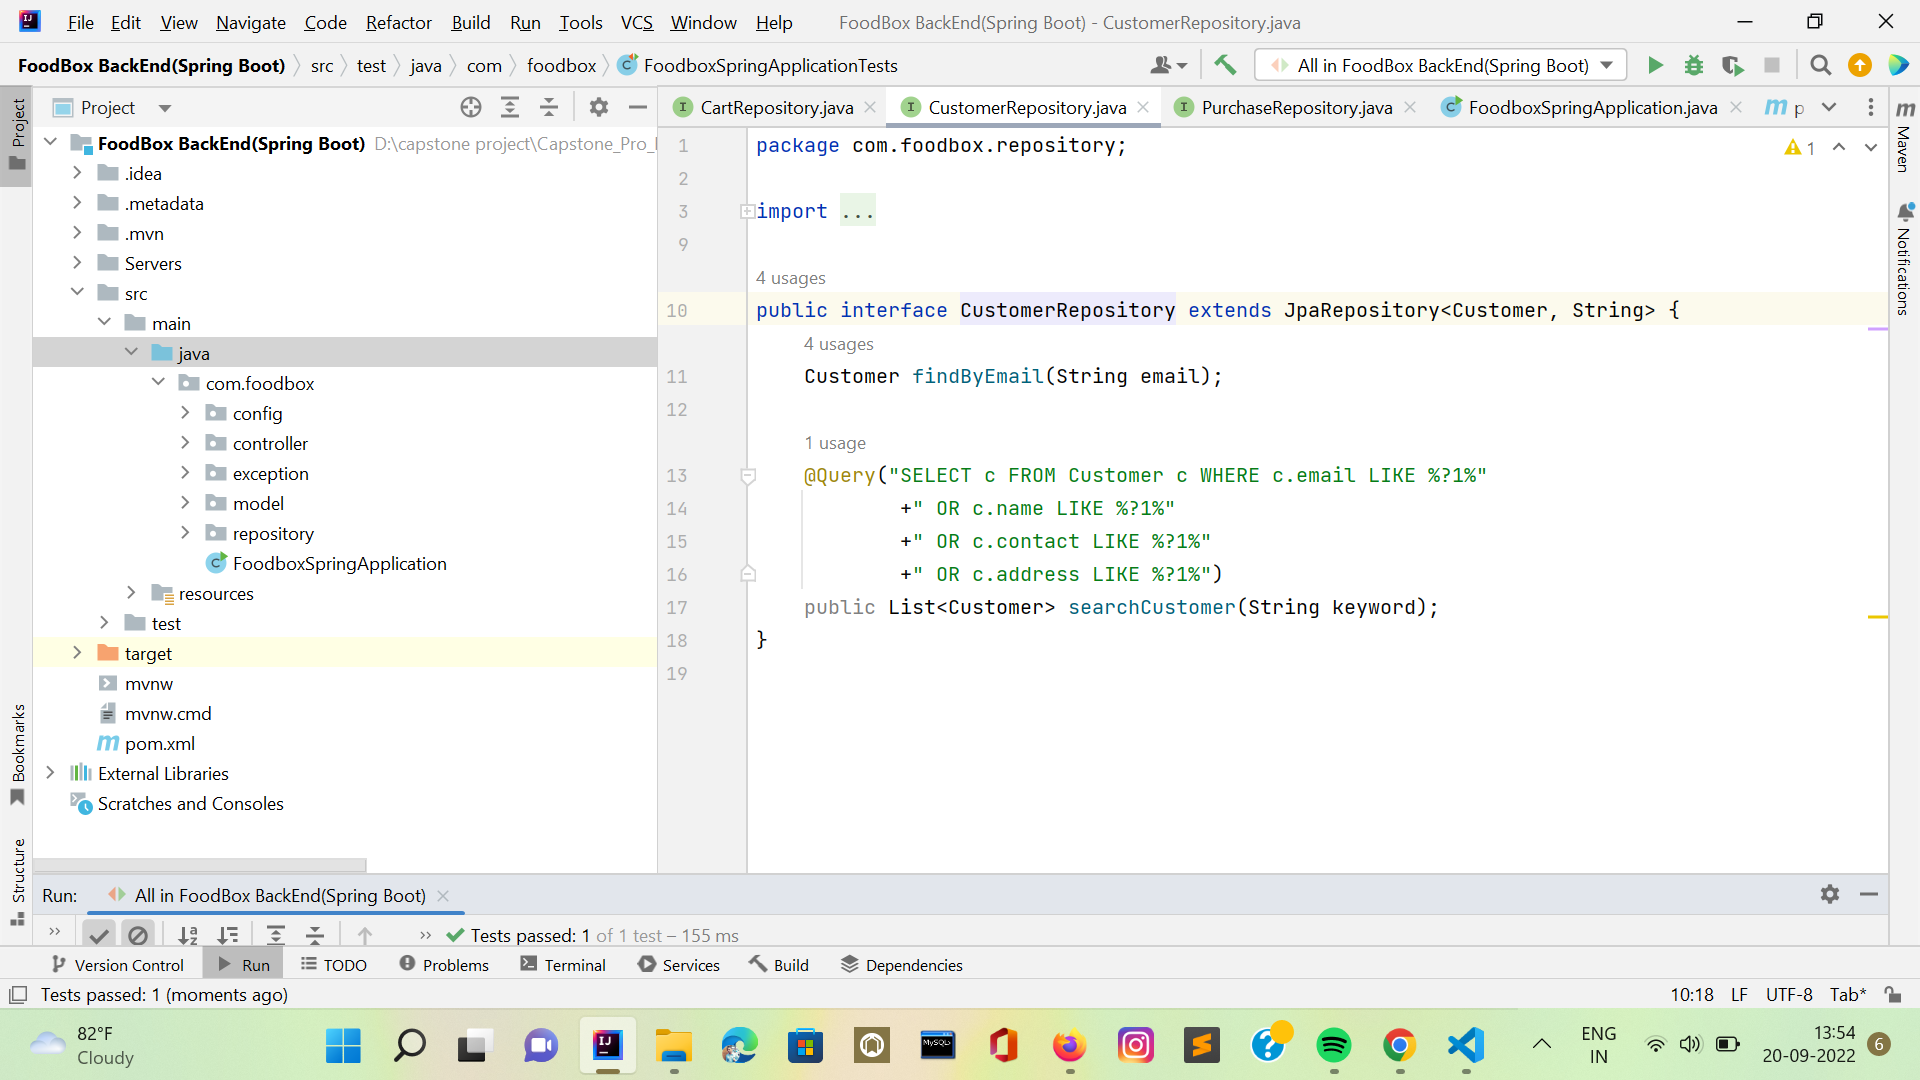 File Edit View Navigate Code Refactor Build Run Tools VCS Window Help FoodBox BackEnd(Spring Boot) - CustomerRepository.java
FoodBox BackEnd(Spring Boot) src test java com foodbox FoodboxSpringApplicationTests All in FoodBox BackEnd(Spring Boot)
Project
CartRepository.java CustomerRepository.java PurchaseRepository.java FoodboxSpringApplication.java p
Project
Maven
Notifications
Bookmarks
Structure
FoodBox BackEnd(Spring Boot) D:\capstone project\Capstone_Pro_
.idea
.metadata
.mvn
Servers
src
main
java
com.foodbox
config
controller
exception
model
repository
FoodboxSpringApplication
resources
test
target
mvnw
mvnw.cmd
pom.xml
External Libraries
Scratches and Consoles
1 package com.foodbox.repository;
1
2
3 import ...
9
4 usages
10 public interface CustomerRepository extends JpaRepository<Customer, String> {
4 usages
11 Customer findByEmail(String email);
12
1 usage
13 @Query("SELECT c FROM Customer c WHERE c.email LIKE %?1%"
14 +" OR c.name LIKE %?1%"
15 +" OR c.contact LIKE %?1%"
16 +" OR c.address LIKE %?1%")
17 public List<Customer> searchCustomer(String keyword);
18 }
19
Run: All in FoodBox BackEnd(Spring Boot)
Tests passed: 1 of 1 test – 155 ms
Version Control Run TODO Problems Terminal Services Build Dependencies
Tests passed: 1 (moments ago) 10:18 LF UTF-8 Tab*
82°F
Cloudy
IJ
MySQL
ENG
IN
13:54
20-09-2022
6